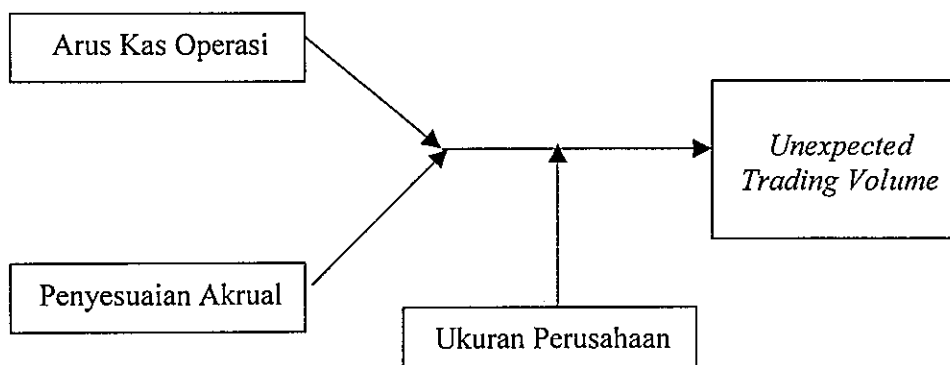 Arus Kas Operasi
Unexpected
Trading Volume
Penyesuaian Akrual
Ukuran Perusahaan